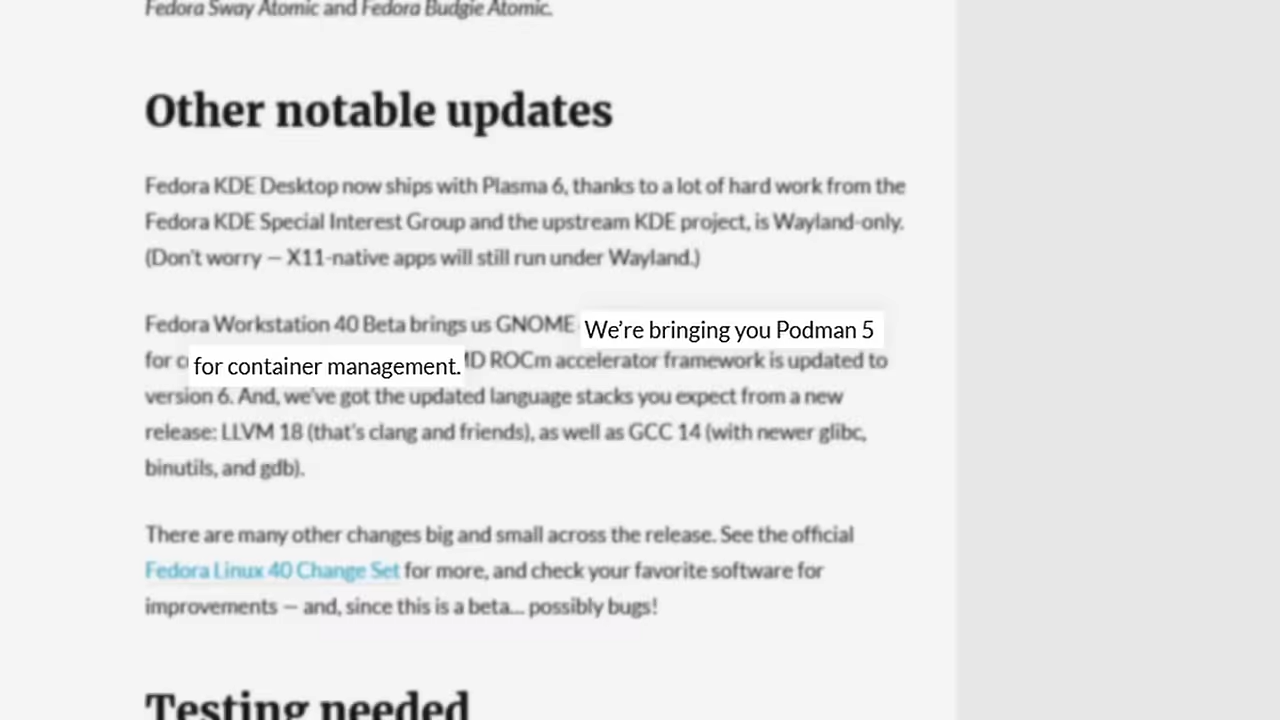 Fedora Sway Atomic and Fedora Budgie Atomic.
Other notable updates
Fedora KDE Desktop now ships with Plasma 6, thanks to a lot of hard work from the
Fedora KDE Special Interest Group and the upstream KDE project, is Wayland-only.
(Don't worry — X11-native apps will still run under Wayland.)
Fedora Workstation 40 Beta brings us GNOME We’re bringing you Podman 5
for c for container management. MD ROCm accelerator framework is updated to
version 6. And, we've got the updated language stacks you expect from a new
release: LLVM 18 (that's clang and friends), as well as GCC 14 (with newer glibc,
binutils, and gdb).
There are many other changes big and small across the release. See the official
Fedora Linux 40 Change Set for more, and check your favorite software for
improvements — and, since this is a beta... possibly bugs!
Testing needed